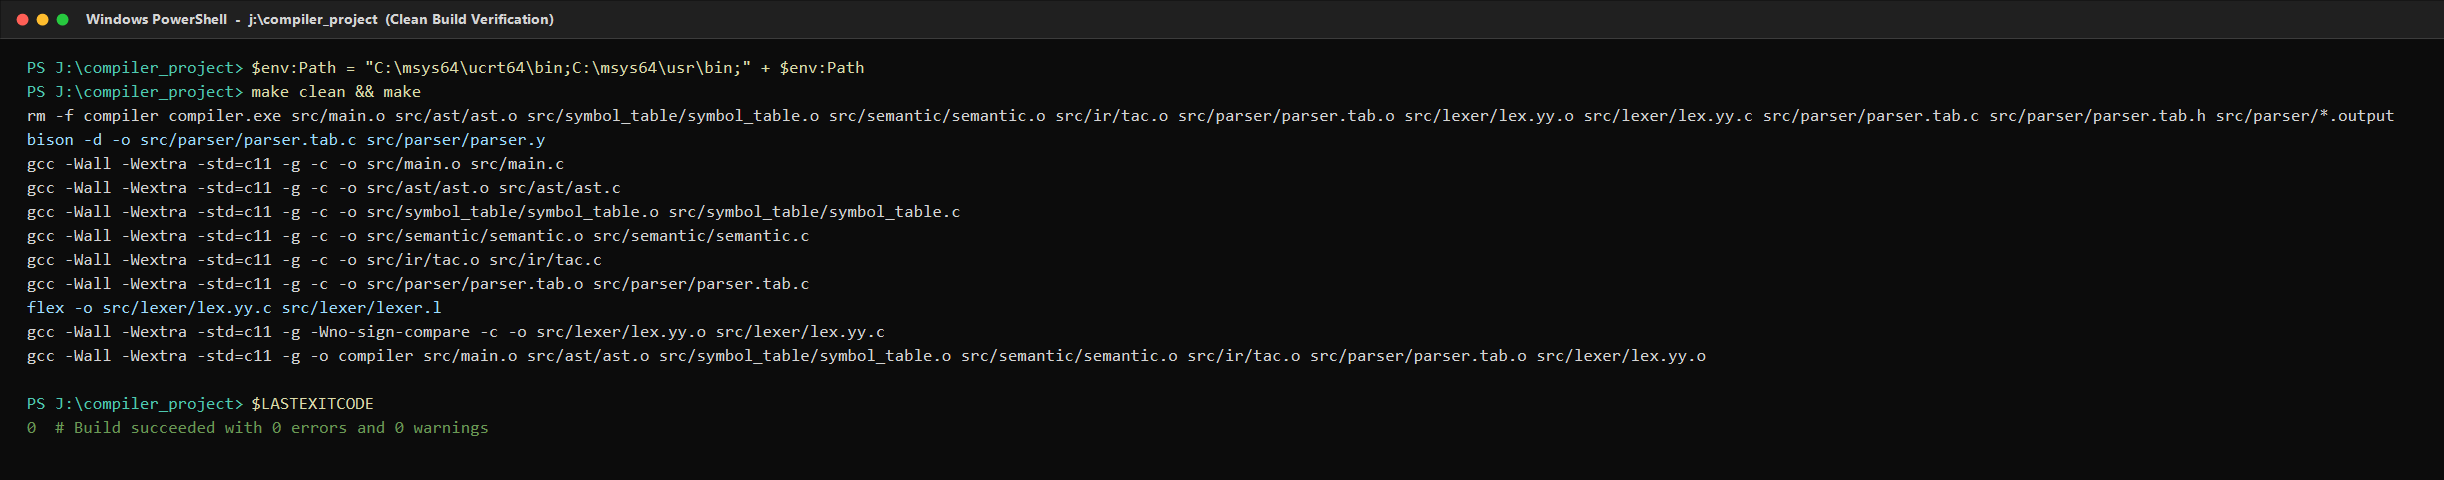 Windows PowerShell - j:\compiler_project (Clean Build Verification)
PS J:\compiler_project> $env:Path = "C:\msys64\ucrt64\bin;C:\msys64\usr\bin;" + $env:Path
PS J:\compiler_project> make clean && make
rm -f compiler compiler.exe src/main.o src/ast/ast.o src/symbol_table/symbol_table.o src/semantic/semantic.o src/ir/tac.o src/parser/parser.tab.o src/lexer/lex.yy.o src/lexer/lex.yy.c src/parser/parser.tab.c src/parser/parser.tab.h src/parser/*.output
bison -d -o src/parser/parser.tab.c src/parser/parser.y
gcc -Wall -Wextra -std=c11 -g -c -o src/main.o src/main.c
gcc -Wall -Wextra -std=c11 -g -c -o src/ast/ast.o src/ast/ast.c
gcc -Wall -Wextra -std=c11 -g -c -o src/symbol_table/symbol_table.o src/symbol_table/symbol_table.c
gcc -Wall -Wextra -std=c11 -g -c -o src/semantic/semantic.o src/semantic/semantic.c
gcc -Wall -Wextra -std=c11 -g -c -o src/ir/tac.o src/ir/tac.c
gcc -Wall -Wextra -std=c11 -g -c -o src/parser/parser.tab.o src/parser/parser.tab.c
flex -o src/lexer/lex.yy.c src/lexer/lexer.l
gcc -Wall -Wextra -std=c11 -g -Wno-sign-compare -c -o src/lexer/lex.yy.o src/lexer/lex.yy.c
gcc -Wall -Wextra -std=c11 -g -o compiler src/main.o src/ast/ast.o src/symbol_table/symbol_table.o src/semantic/semantic.o src/ir/tac.o src/parser/parser.tab.o src/lexer/lex.yy.o
PS J:\compiler_project> $LASTEXITCODE
0  # Build succeeded with 0 errors and 0 warnings